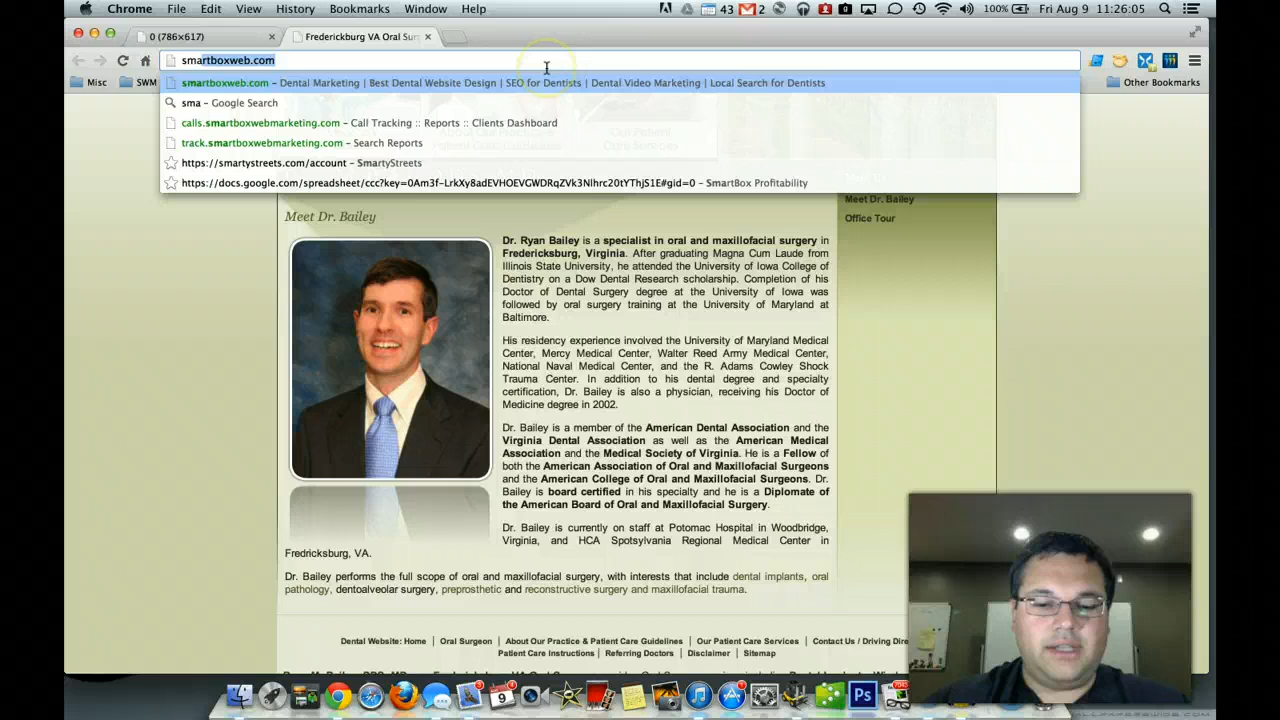 Chrome File Edit View History Bookmarks Window Help
43 2 100% Fri Aug 9 11:26:05
0 (786×617)
Frederickburg VA Oral Sur
smartboxweb.com
Misc
SWM
Other Bookmarks
smartboxweb.com – Dental Marketing | Best Dental Website Design | SEO for Dentists | Dental Video Marketing | Local Search for Dentists
sma – Google Search
calls.smartboxwebmarketing.com – Call Tracking :: Reports :: Clients Dashboard
track.smartboxwebmarketing.com – Search Reports
https://smartystreets.com/account – SmartyStreets
https://docs.google.com/spreadsheet/ccc?key=0Am3f-LrkXy8adEVHOEVGWDRqZVk3Nlhrc20tYThjS1E#gid=0 – SmartBox Profitability
Meet Dr. Bailey
Office Tour
Meet Dr. Bailey
Dr. Ryan Bailey is a specialist in oral and maxillofacial surgery in
Fredericksburg, Virginia. After graduating Magna Cum Laude from
Illinois State University, he attended the University of Iowa College of
Dentistry on a Dow Dental Research scholarship. Completion of his
Doctor of Dental Surgery degree at the University of Iowa was
followed by oral surgery training at the University of Maryland at
Baltimore.
His residency experience involved the University of Maryland Medical
Center, Mercy Medical Center, Walter Reed Army Medical Center,
National Naval Medical Center, and the R. Adams Cowley Shock
Trauma Center. In addition to his dental degree and specialty
certification, Dr. Bailey is also a physician, receiving his Doctor of
Medicine degree in 2002.
Dr. Bailey is a member of the American Dental Association and the
Virginia Dental Association as well as the American Medical
Association and the Medical Society of Virginia. He is a Fellow of
both the American Association of Oral and Maxillofacial Surgeons
and the American College of Oral and Maxillofacial Surgeons. Dr.
Bailey is board certified in his specialty and he is a Diplomate of
the American Board of Oral and Maxillofacial Surgery.
Dr. Bailey is currently on staff at Potomac Hospital in Woodbridge,
Virginia, and HCA Spotsylvania Regional Medical Center in
Fredricksburg, VA.
Dr. Bailey performs the full scope of oral and maxillofacial surgery, with interests that include dental implants, oral
pathology, dentoalveolar surgery, preprosthetic and reconstructive surgery and maxillofacial trauma.
Dental Website: Home | Oral Surgeon | About Our Practice & Patient Care Guidelines | Our Patient Care Services | Contact Us / Driving Dire
Patient Care Instructions | Referring Doctors | Disclaimer | Sitemap